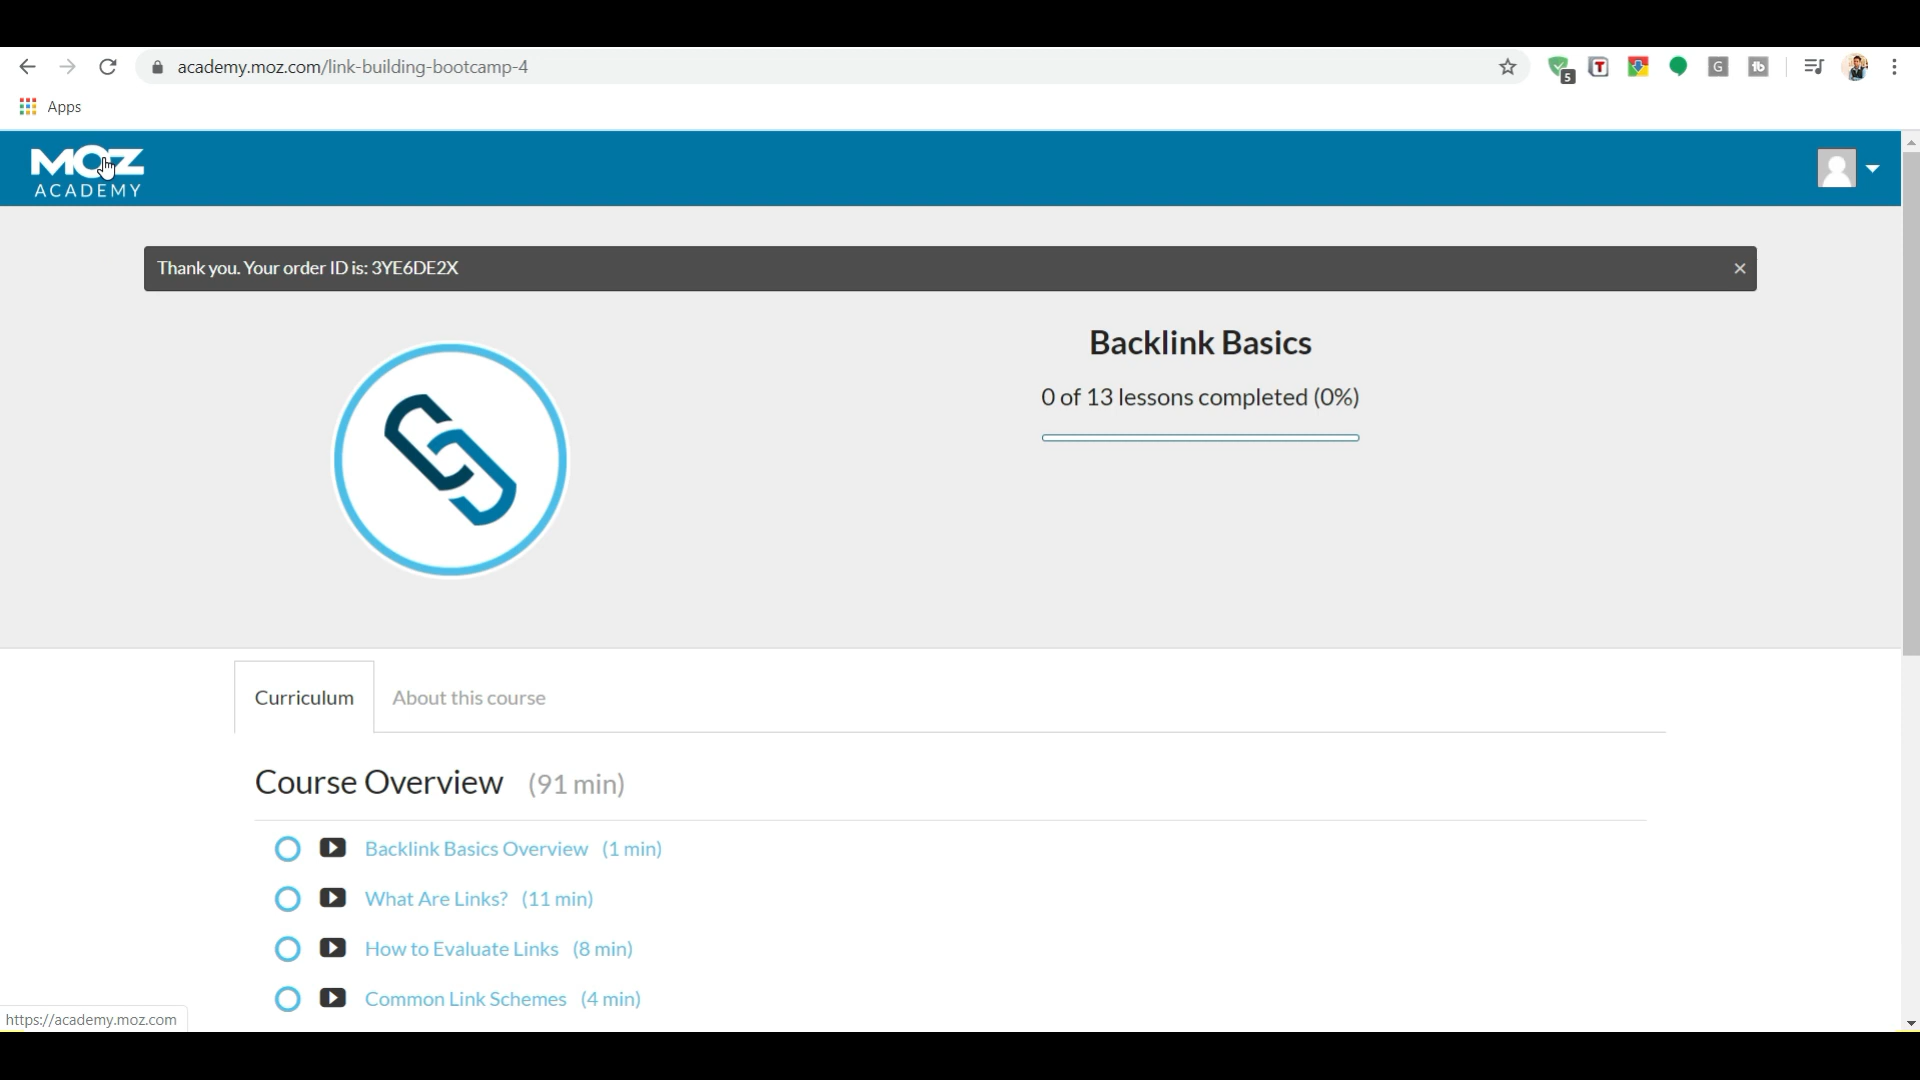 academy.moz.com/link-building-bootcamp-4
5
T
G
tb
Apps
MOZ
ACADEMY
Thank you. Your order ID is: 3YE6DE2X
×
Backlink Basics
0 of 13 lessons completed (0%)
Curriculum
About this course
Course Overview (91 min)
Backlink Basics Overview (1 min)
What Are Links? (11 min)
How to Evaluate Links (8 min)
Common Link Schemes (4 min)
https://academy.moz.com